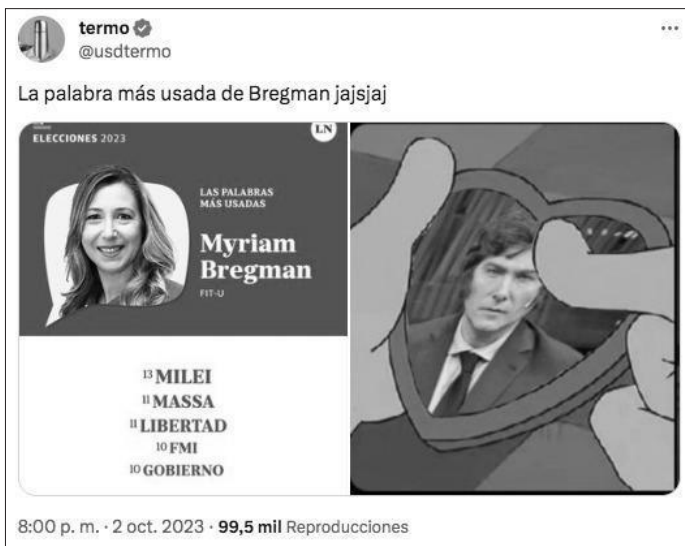 termo
@usdtermo
La palabra más usada de Bregman jajsjaj
ELECCIONES 2023
LN
LAS PALABRAS
MÁS USADAS
Myriam
Bregman
FIT-U
13 MILEI
11 MASSA
11 LIBERTAD
10 FMI
10 GOBIERNO
8:00 p. m. · 2 oct. 2023 · 99,5 mil Reproducciones